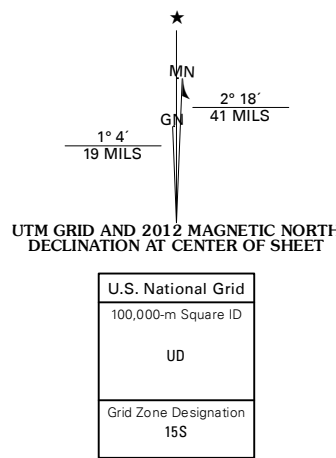 ★
MN
GN
2° 18´
41 MILS
1° 4´
19 MILS
UTM GRID AND 2012 MAGNETIC NORTH
DECLINATION AT CENTER OF SHEET
U.S. National Grid
100,000-m Square ID
UD
Grid Zone Designation
15S